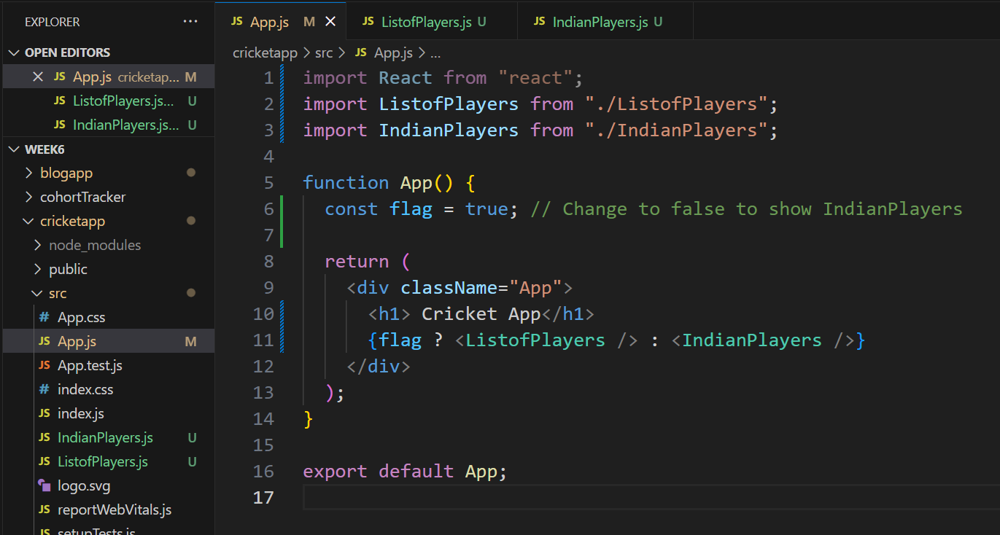 EXPLORER ...
OPEN EDITORS
JS App.js cricketap... M
JS ListofPlayers.js... U
JS IndianPlayers.js... U
WEEK6
blogapp
cohortTracker
cricketapp
node_modules
public
src
# App.css
JS App.js M
JS App.test.js
# index.css
JS index.js
JS IndianPlayers.js U
JS ListofPlayers.js U
logo.svg
JS reportWebVitals.js
JS setupTests.js
JS App.js M JS ListofPlayers.js U JS IndianPlayers.js U
cricketapp > src > JS App.js > ...
1 import React from "react";
2 import ListofPlayers from "./ListofPlayers";
3 import IndianPlayers from "./IndianPlayers";
4
5 function App() {
6 const flag = true; // Change to false to show IndianPlayers
7
8 return (
9 <div className="App">
10 <h1> Cricket App</h1>
11 {flag ? <ListofPlayers /> : <IndianPlayers />}
12 </div>
13 );
14 }
15
16 export default App;
17